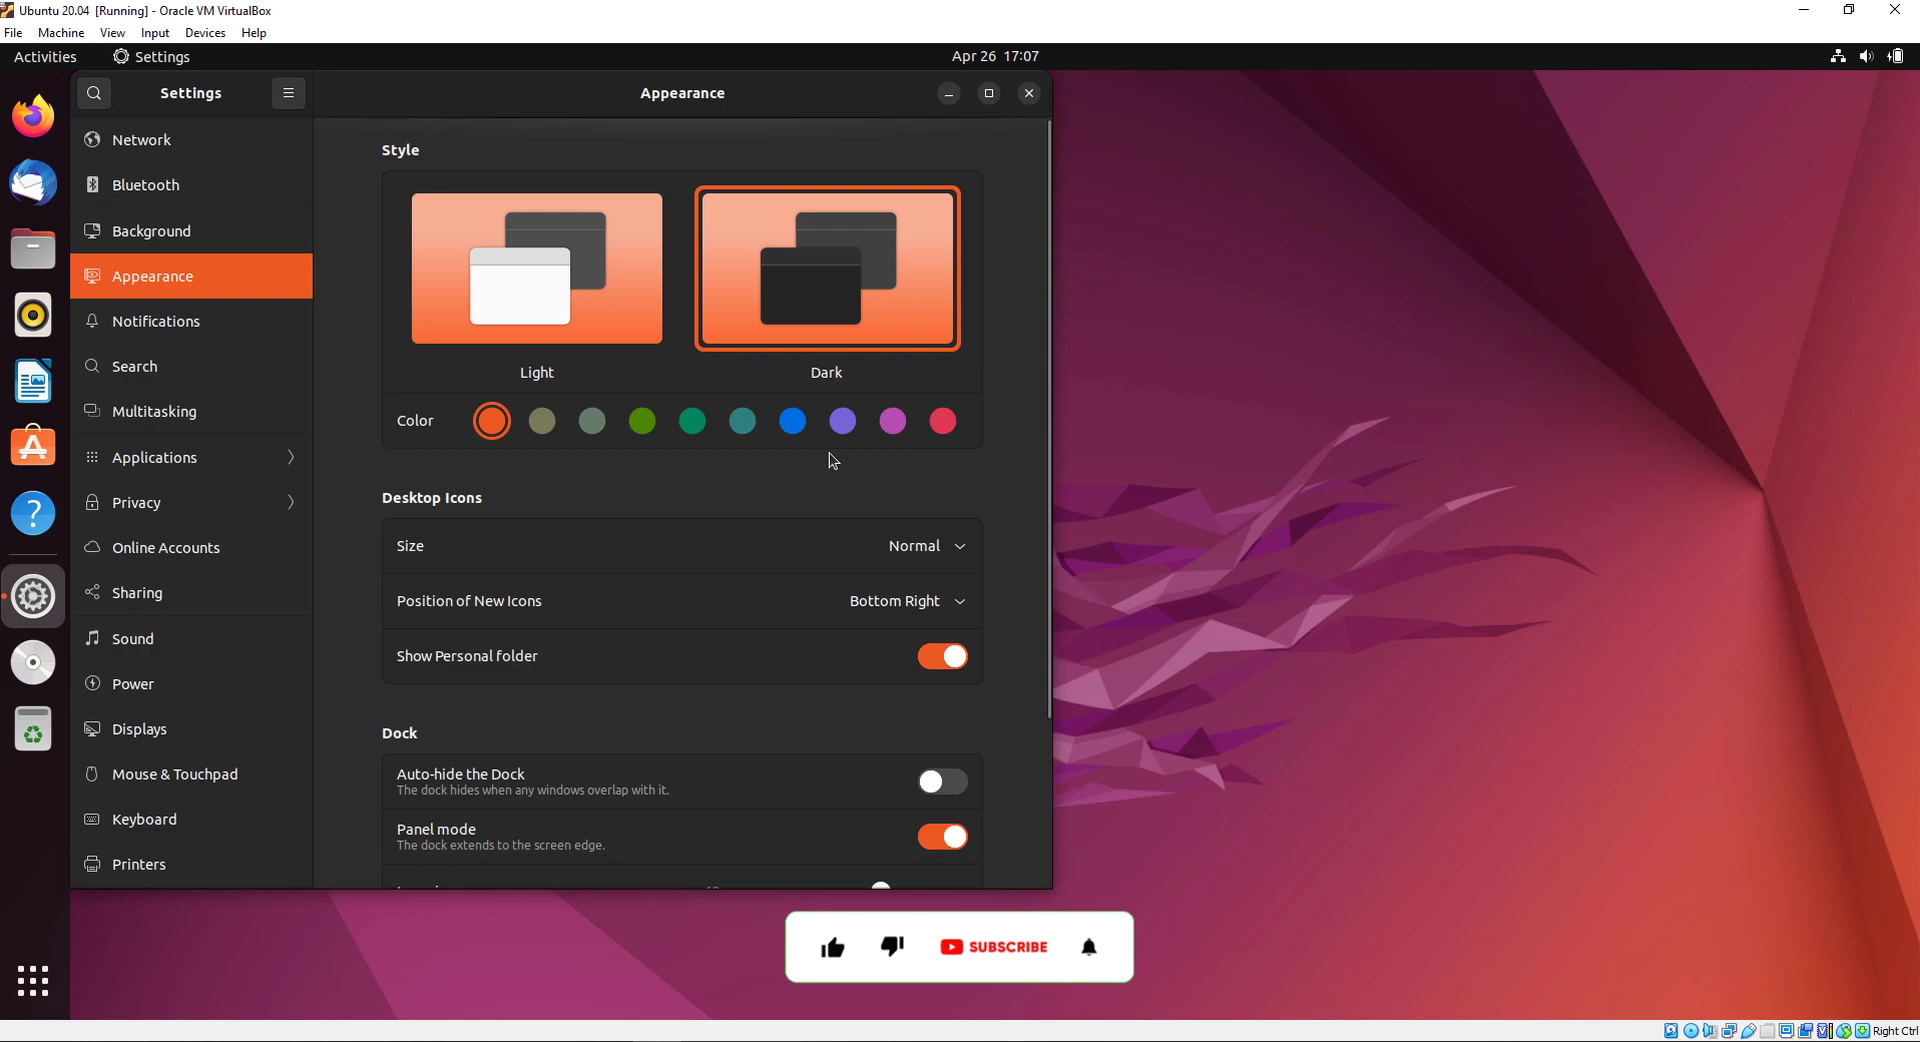 Ubuntu 20.04 [Running] - Oracle VM VirtualBox
File Machine View Input Devices Help
Activities Settings Apr 26 17:07
Settings Appearance
Network
Bluetooth
Background
Appearance
Notifications
Search
Multitasking
Applications
Privacy
Online Accounts
Sharing
Sound
Power
Displays
Mouse & Touchpad
Keyboard
Printers
Style
Light Dark
Color
Desktop Icons
Size Normal
Position of New Icons Bottom Right
Show Personal folder
Dock
Auto-hide the Dock
The dock hides when any windows overlap with it.
Panel mode
The dock extends to the screen edge.
SUBSCRIBE
Right Ctrl